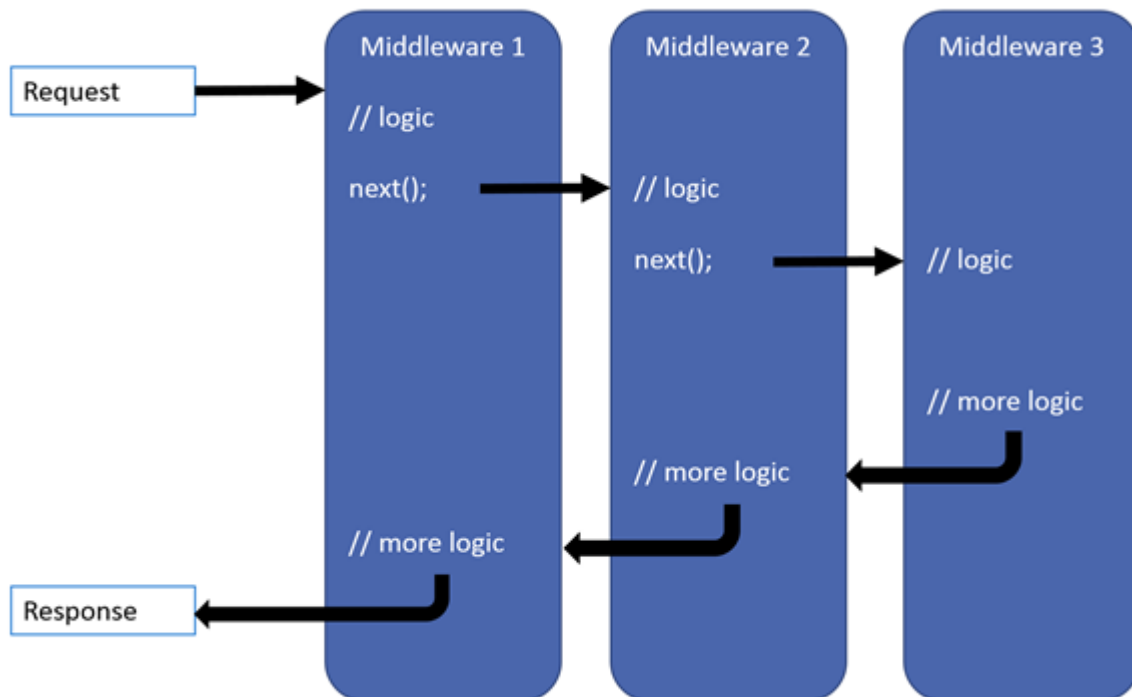 Middleware 1
Middleware 2
Middleware 3
Request
// logic
next();
// logic
next();
// logic
// more logic
// more logic
// more logic
Response